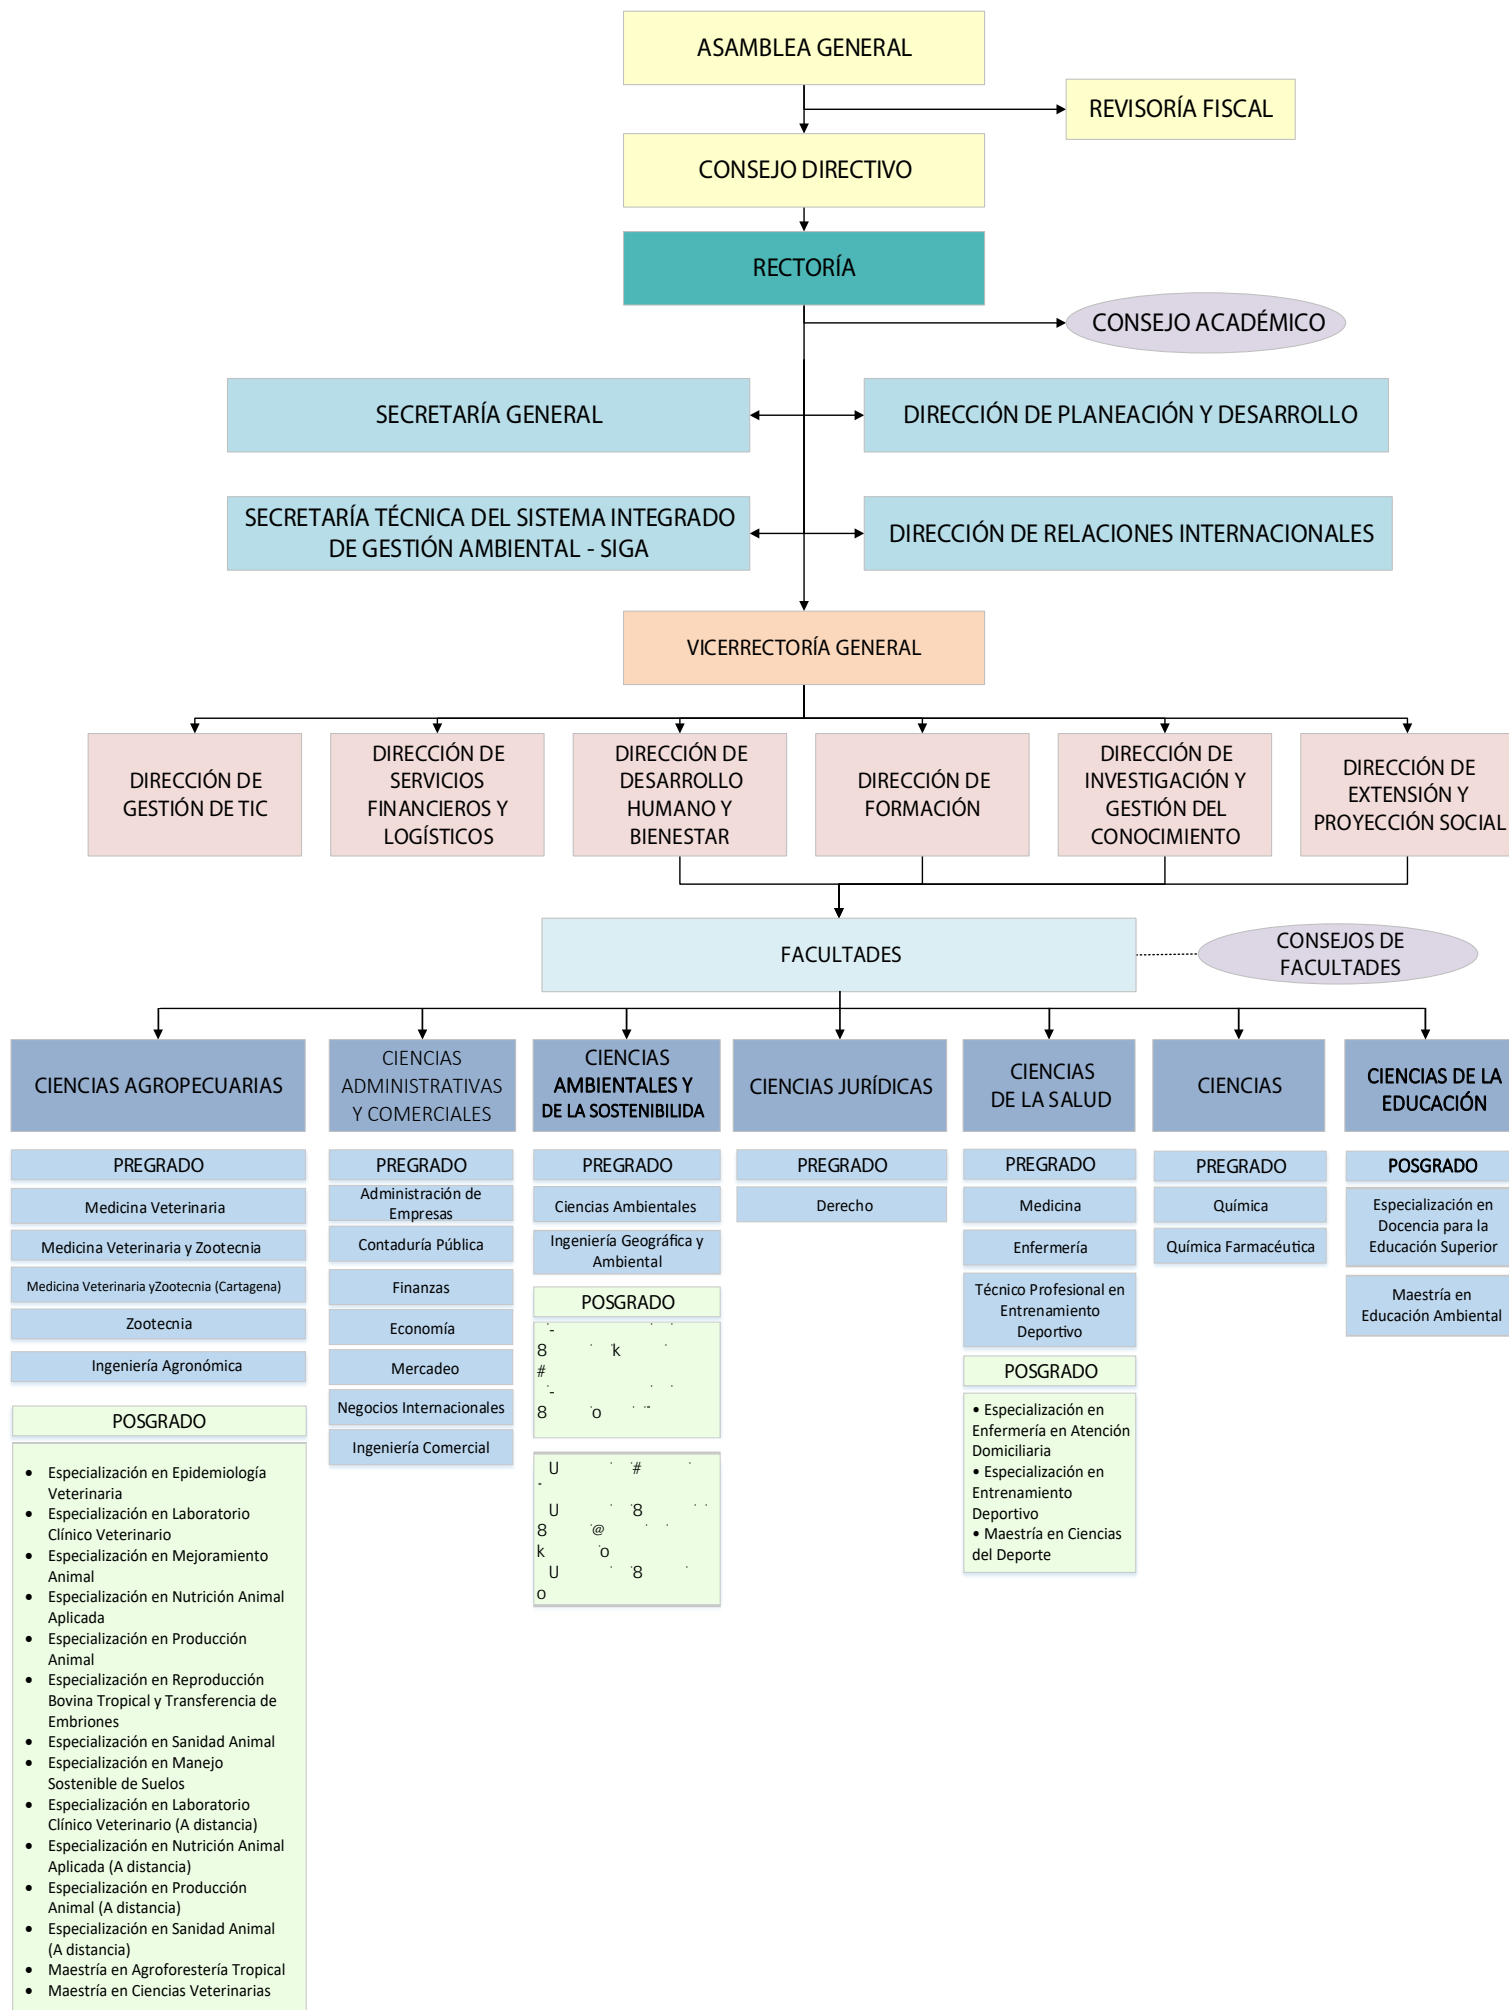 ASAMBLEA GENERAL
REVISORÍA FISCAL
CONSEJO DIRECTIVO
RECTORÍA
CONSEJO ACADÉMICO
SECRETARÍA GENERAL
DIRECCIÓN DE PLANEACIÓN Y DESARROLLO
SECRETARÍA TÉCNICA DEL SISTEMA INTEGRADO
DE GESTIÓN AMBIENTAL - SIGA
DIRECCIÓN DE RELACIONES INTERNACIONALES
VICERRECTORÍA GENERAL
DIRECCIÓN DE
GESTIÓN DE TIC
DIRECCIÓN DE
SERVICIOS
FINANCIEROS Y
LOGÍSTICOS
DIRECCIÓN DE
DESARROLLO
HUMANO Y
BIENESTAR
DIRECCIÓN DE
FORMACIÓN
DIRECCIÓN DE
INVESTIGACIÓN Y
GESTIÓN DEL
CONOCIMIENTO
DIRECCIÓN DE
EXTENSIÓN Y
PROYECCIÓN SOCIAL
FACULTADES
CONSEJOS DE
FACULTADES
CIENCIAS AGROPECUARIAS
PREGRADO
Medicina Veterinaria
Medicina Veterinaria y Zootecnia
Medicina Veterinaria yZootecnia (Cartagena)
Zootecnia
Ingeniería Agronómica
POSGRADO
• Especialización en Epidemiología
Veterinaria
• Especialización en Laboratorio
Clínico Veterinario
• Especialización en Mejoramiento
Animal
• Especialización en Nutrición Animal
Aplicada
• Especialización en Producción
Animal
• Especialización en Reproducción
Bovina Tropical y Transferencia de
Embriones
• Especialización en Sanidad Animal
• Especialización en Manejo
Sostenible de Suelos
• Especialización en Laboratorio
Clínico Veterinario (A distancia)
• Especialización en Nutrición Animal
Aplicada (A distancia)
• Especialización en Producción
Animal (A distancia)
• Especialización en Sanidad Animal
(A distancia)
• Maestría en Agroforestería Tropical
• Maestría en Ciencias Veterinarias
CIENCIAS
ADMINISTRATIVAS
Y COMERCIALES
PREGRADO
Administración de
Empresas
Contaduría Pública
Finanzas
Economía
Mercadeo
Negocios Internacionales
Ingeniería Comercial
CIENCIAS
AMBIENTALES Y
DE LA SOSTENIBILIDA
PREGRADO
Ciencias Ambientales
Ingeniería Geográfica y
Ambiental
POSGRADO
CIENCIAS JURÍDICAS
PREGRADO
Derecho
CIENCIAS
DE LA SALUD
PREGRADO
Medicina
Enfermería
Técnico Profesional en
Entrenamiento
Deportivo
POSGRADO
• Especialización en
Enfermería en Atención
Domiciliaria
• Especialización en
Entrenamiento
Deportivo
• Maestría en Ciencias
del Deporte
CIENCIAS
PREGRADO
Química
Química Farmacéutica
CIENCIAS DE LA
EDUCACIÓN
POSGRADO
Especialización en
Docencia para la
Educación Superior
Maestría en
Educación Ambiental